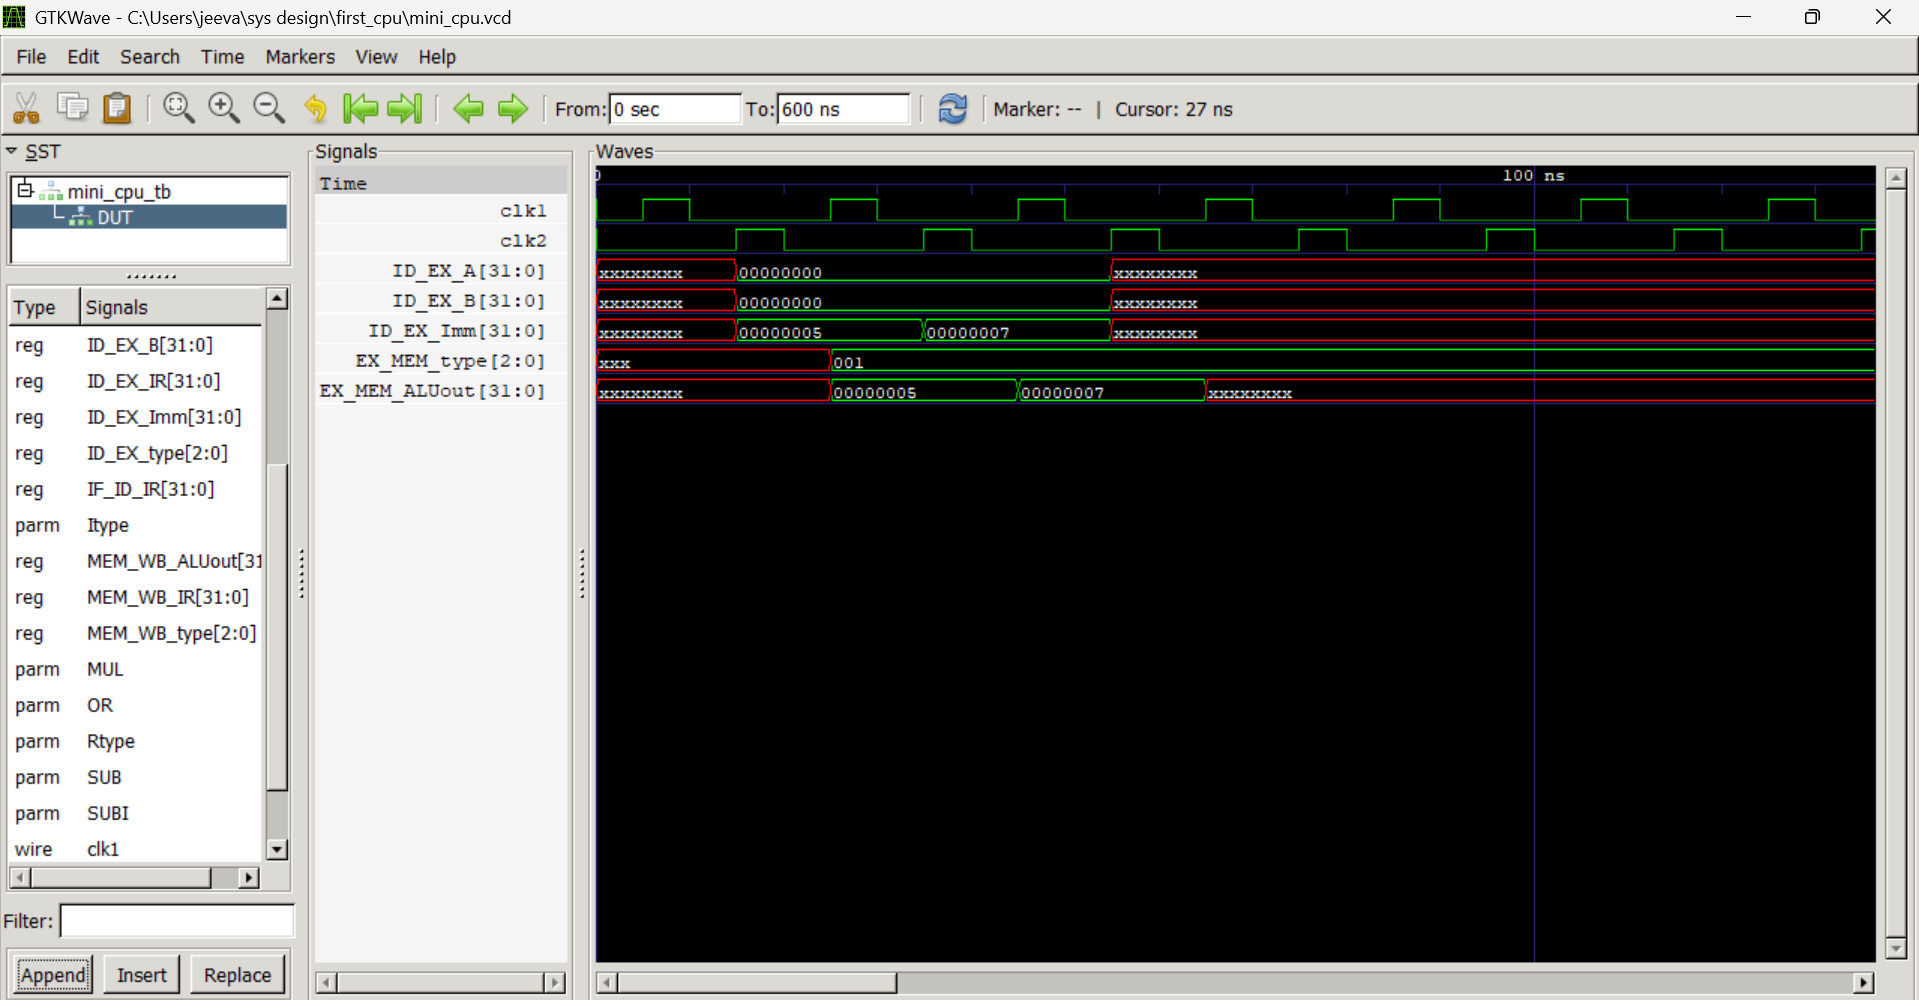 GTKWave - C:\Users\jeeva\sys design\first_cpu\mini_cpu.vcd
File Edit Search Time Markers View Help
From: 0 sec To: 600 ns Marker: -- | Cursor: 27 ns
SST
mini_cpu_tb
DUT
Type Signals
reg ID_EX_B[31:0]
reg ID_EX_IR[31:0]
reg ID_EX_Imm[31:0]
reg ID_EX_type[2:0]
reg IF_ID_IR[31:0]
parm Itype
reg MEM_WB_ALUout[31
reg MEM_WB_IR[31:0]
reg MEM_WB_type[2:0]
parm MUL
parm OR
parm Rtype
parm SUB
parm SUBI
wire clk1
Filter:
Append Insert Replace
Signals
Time
clk1
clk2
ID_EX_A[31:0]
ID_EX_B[31:0]
ID_EX_Imm[31:0]
EX_MEM_type[2:0]
EX_MEM_ALUout[31:0]
Waves
0 100 ns
xxxxxxxx 00000000 xxxxxxxx
xxxxxxxx 00000000 xxxxxxxx
xxxxxxxx 00000005 00000007 xxxxxxxx
xxx 001
xxxxxxxx 00000005 00000007 xxxxxxxx